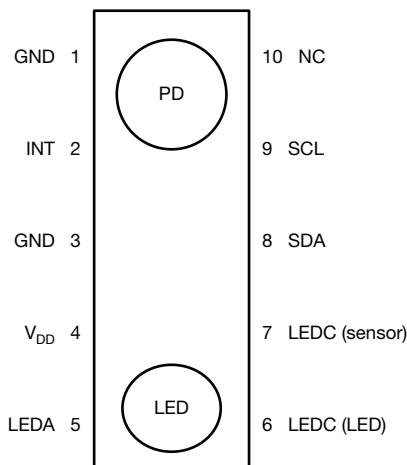 GND 1
10 NC
PD
INT 2
9 SCL
GND 3
8 SDA
VDD 4
7 LEDC (sensor)
LED
LEDA 5
6 LEDC (LED)